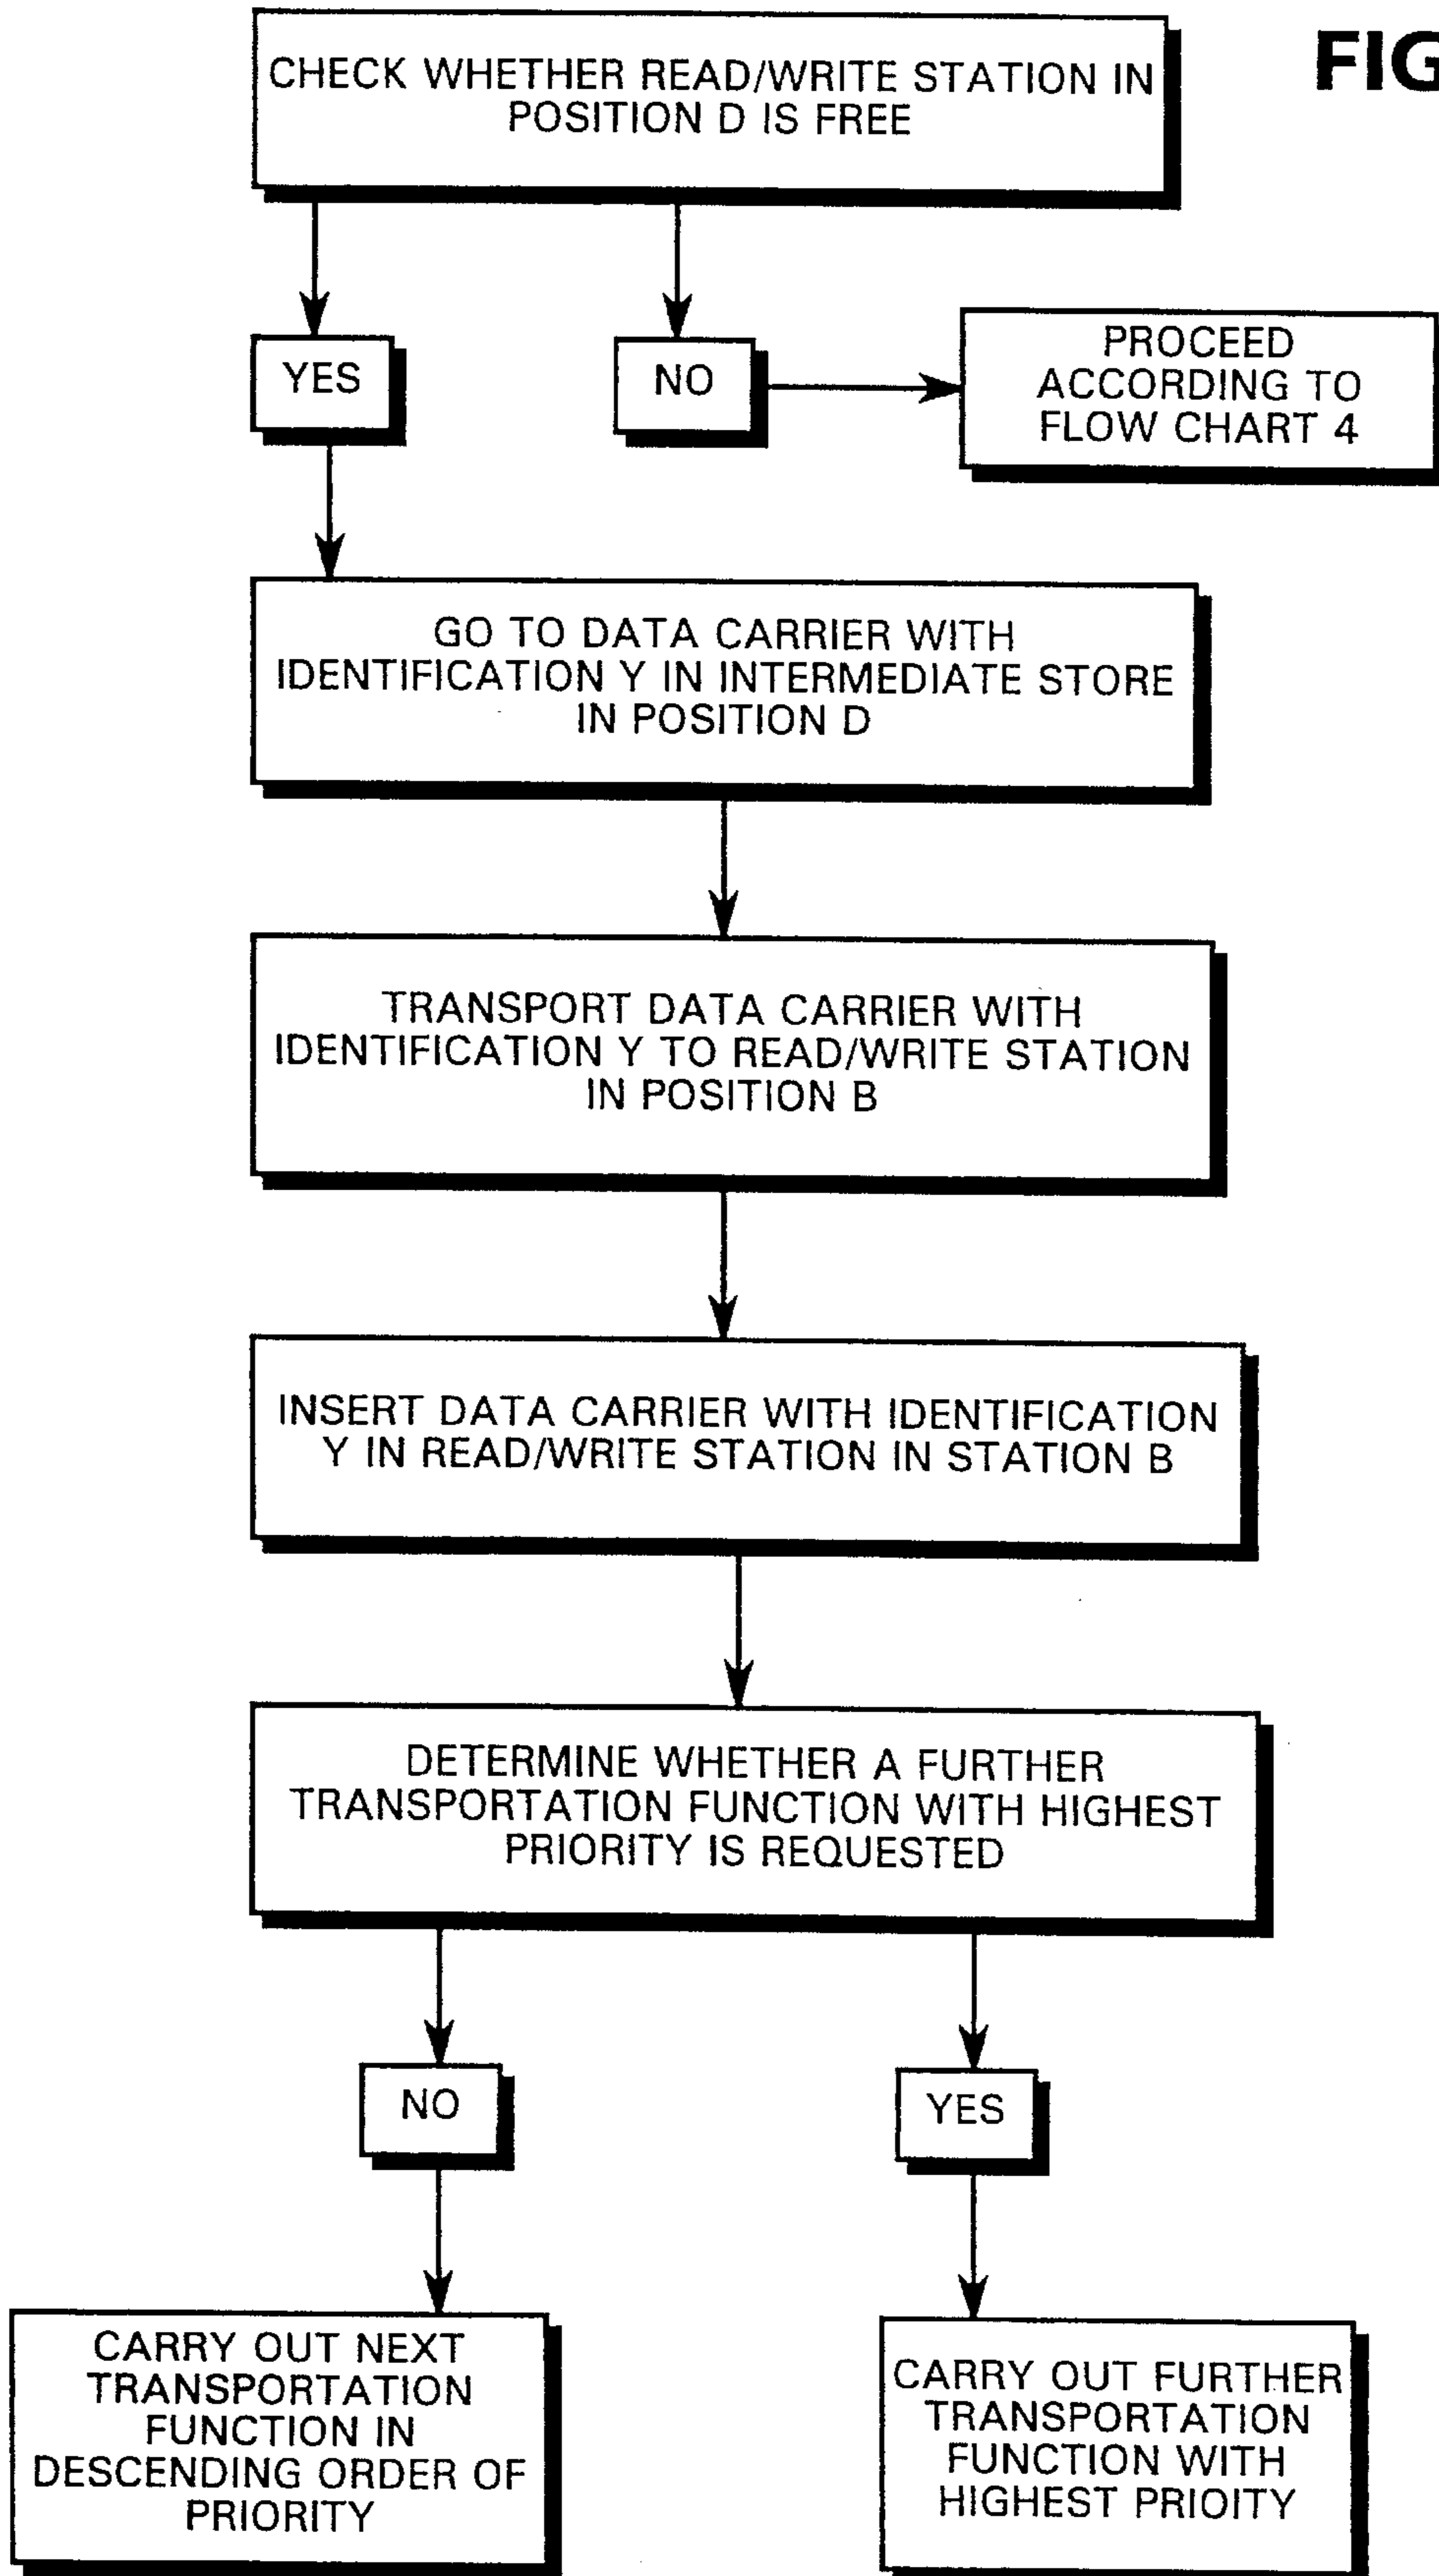 FIG
CHECK WHETHER READ/WRITE STATION IN
POSITION D IS FREE
YES
NO
PROCEED
ACCORDING TO
FLOW CHART 4
GO TO DATA CARRIER WITH
IDENTIFICATION Y IN INTERMEDIATE STORE
IN POSITION D
TRANSPORT DATA CARRIER WITH
IDENTIFICATION Y TO READ/WRITE STATION
IN POSITION B
INSERT DATA CARRIER WITH IDENTIFICATION
Y IN READ/WRITE STATION IN STATION B
DETERMINE WHETHER A FURTHER
TRANSPORTATION FUNCTION WITH HIGHEST
PRIORITY IS REQUESTED
NO
YES
CARRY OUT NEXT
TRANSPORTATION
FUNCTION IN
DESCENDING ORDER OF
PRIORITY
CARRY OUT FURTHER
TRANSPORTATION
FUNCTION WITH
HIGHEST PRIOITY